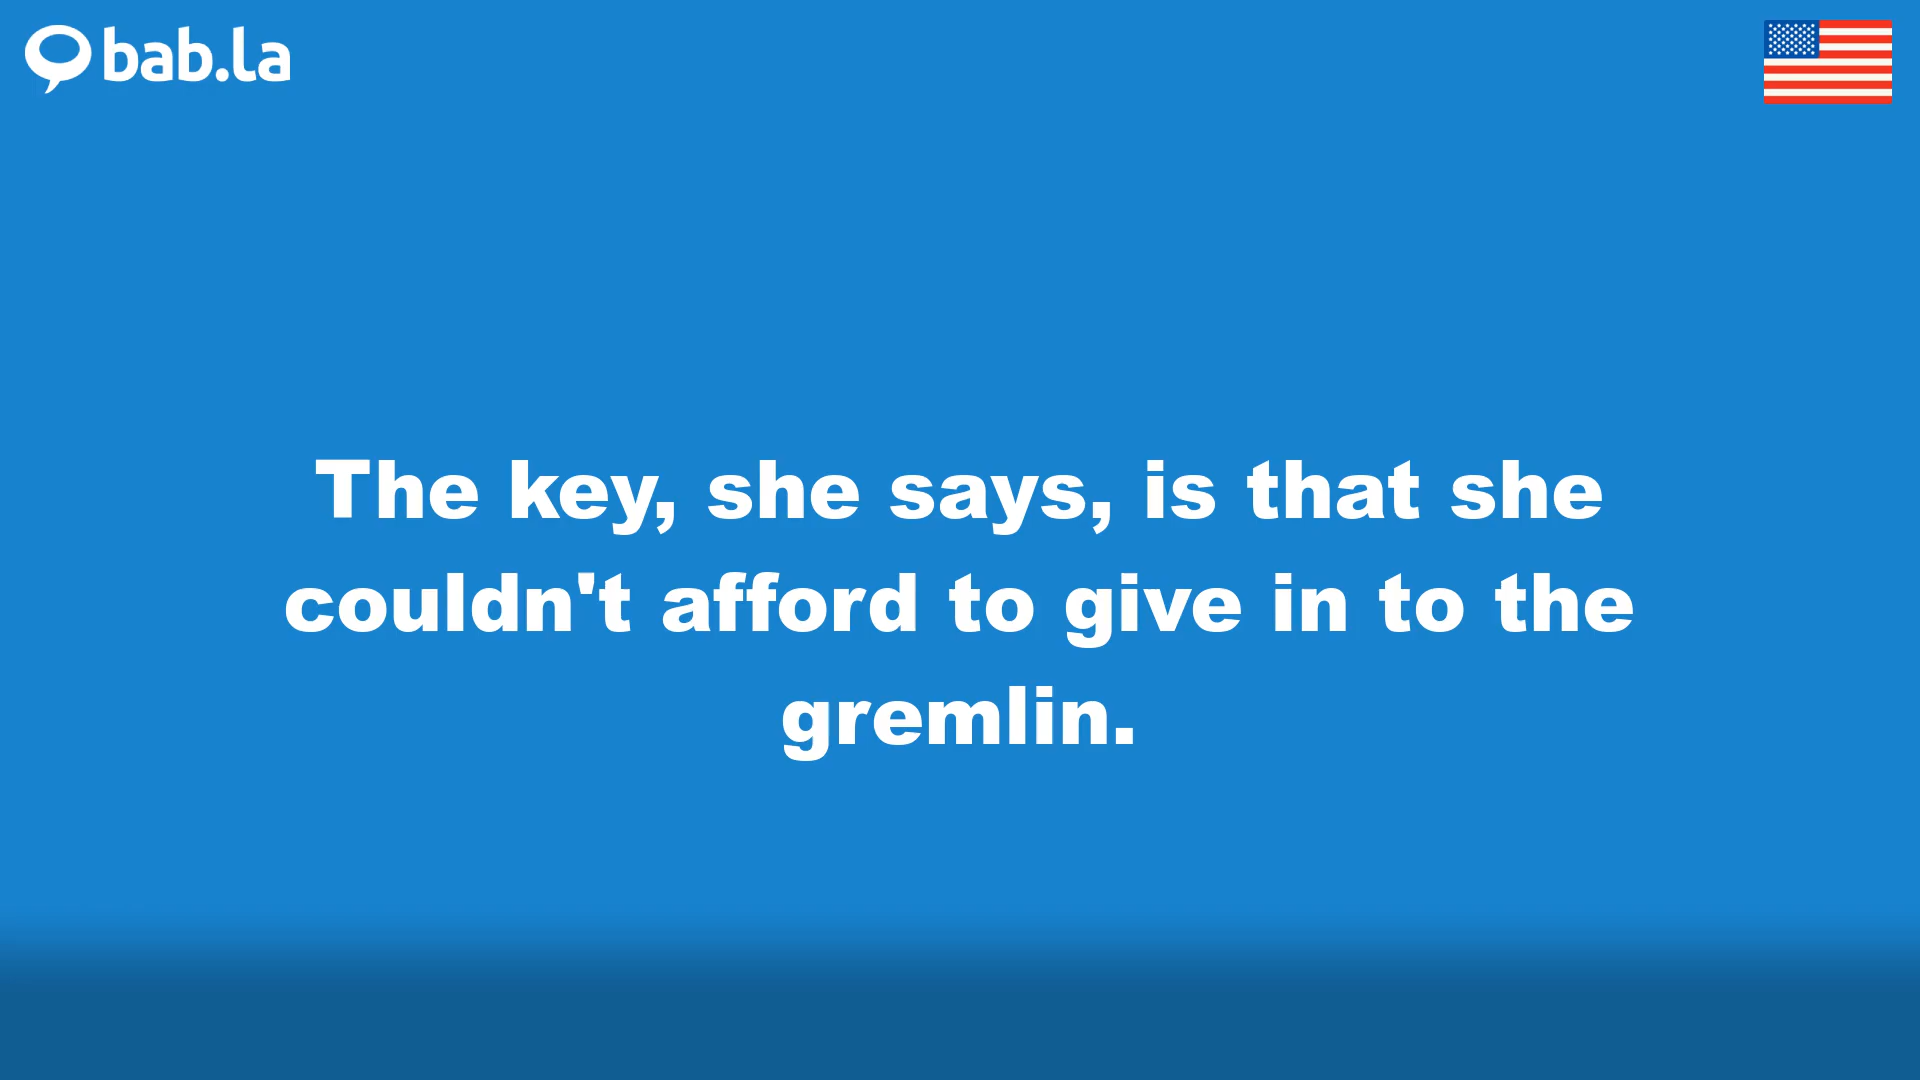 bab.la
The key, she says, is that she
couldn't afford to give in to the
gremlin.